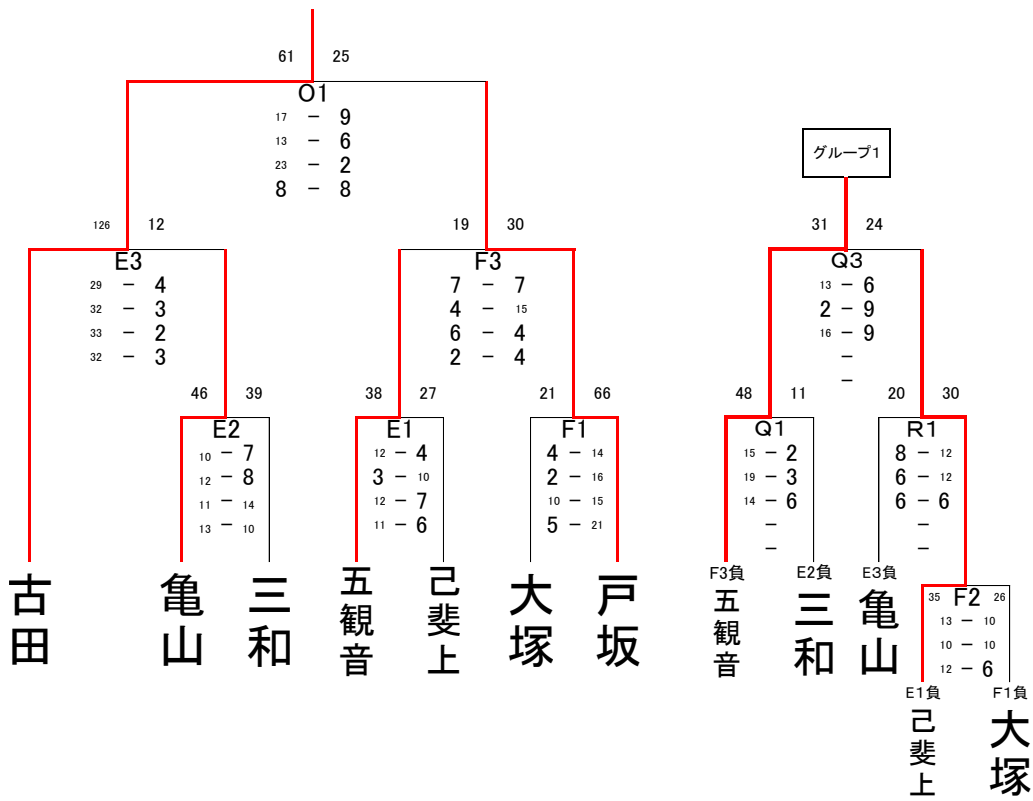 61 25
O1
17 － 9
13 － 6
23 － 2
8 － 8
126 12
E3
29 － 4
32 － 3
33 － 2
32 － 3
19 30
F3
7 － 7
4 － 15
6 － 4
2 － 4
46 39
E2
10 － 7
12 － 8
11 － 14
13 － 10
38 27
E1
12 － 4
3 － 10
12 － 7
11 － 6
21 66
F1
4 － 14
2 － 16
10 － 15
5 － 21
古田
亀山
三和
五観音
己斐上
大塚
戸坂
グループ1
31 24
Q3
13 － 6
2 － 9
16 － 9
－
－
48 11
Q1
15 － 2
19 － 3
14 － 6
－
－
20 30
R1
8 － 12
6 － 12
6 － 6
－
－
F3負
五観音
E2負
三和
E3負
亀山
35 26
F2
13 － 10
10 － 10
12 － 6
E1負
己斐上
F1負
大塚